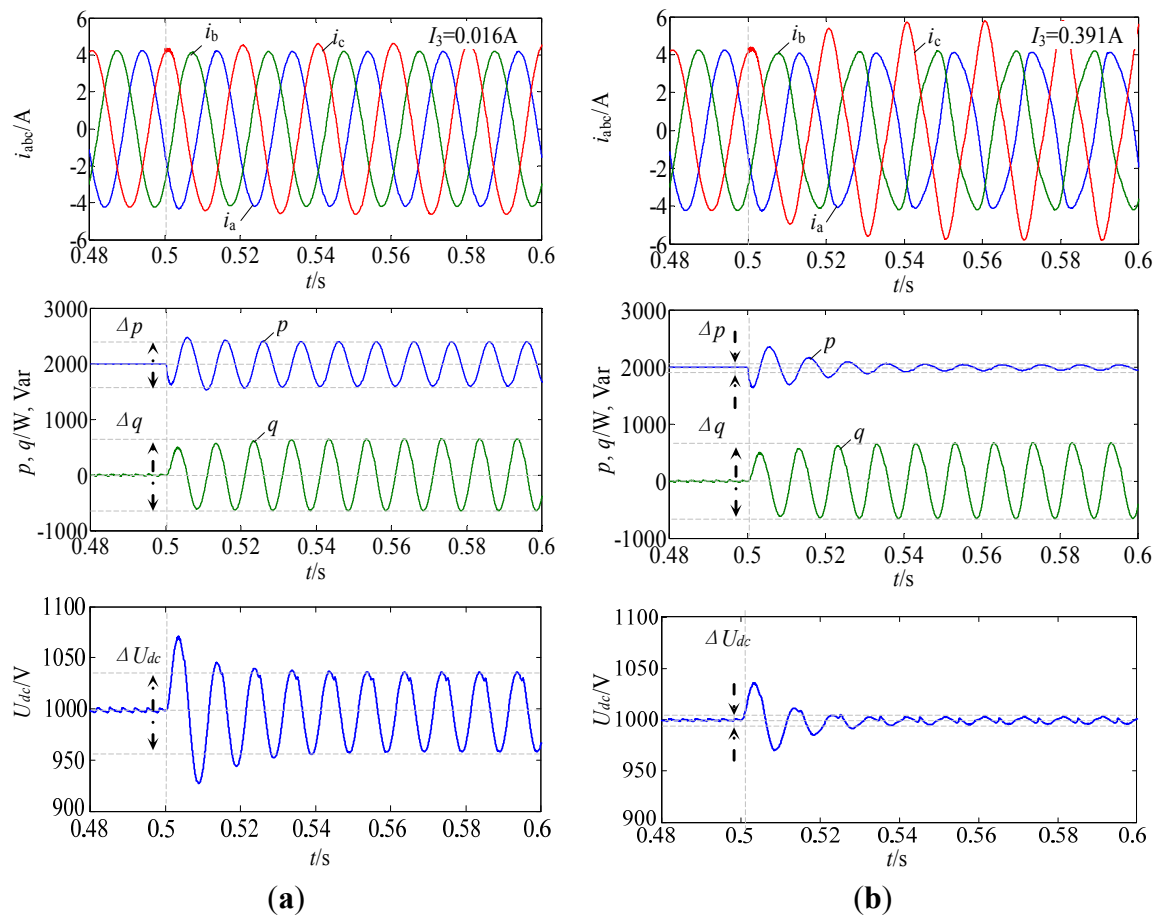 6
4
2
0
-2
-4
-6
i_abc/A
i_b
i_c
I_3=0.016A
i_a
0.48 0.5 0.52 0.54 0.56 0.58 0.6
t/s
3000
2000
1000
0
-1000
p, q/W, Var
Δp
p
Δq
q
0.48 0.5 0.52 0.54 0.56 0.58 0.6
t/s
1100
1050
1000
950
900
U_dc/V
ΔU_dc
0.48 0.5 0.52 0.54 0.56 0.58 0.6
t/s
(a)
6
4
2
0
-2
-4
-6
i_abc/A
i_b
i_c
I_3=0.391A
i_a
0.48 0.5 0.52 0.54 0.56 0.58 0.6
t/s
3000
2000
1000
0
-1000
p, q/W, Var
Δp
p
Δq
q
0.48 0.5 0.52 0.54 0.56 0.58 0.6
t/s
1100
1050
1000
950
900
U_dc/V
ΔU_dc
0.48 0.5 0.52 0.54 0.56 0.58 0.6
t/s
(b)